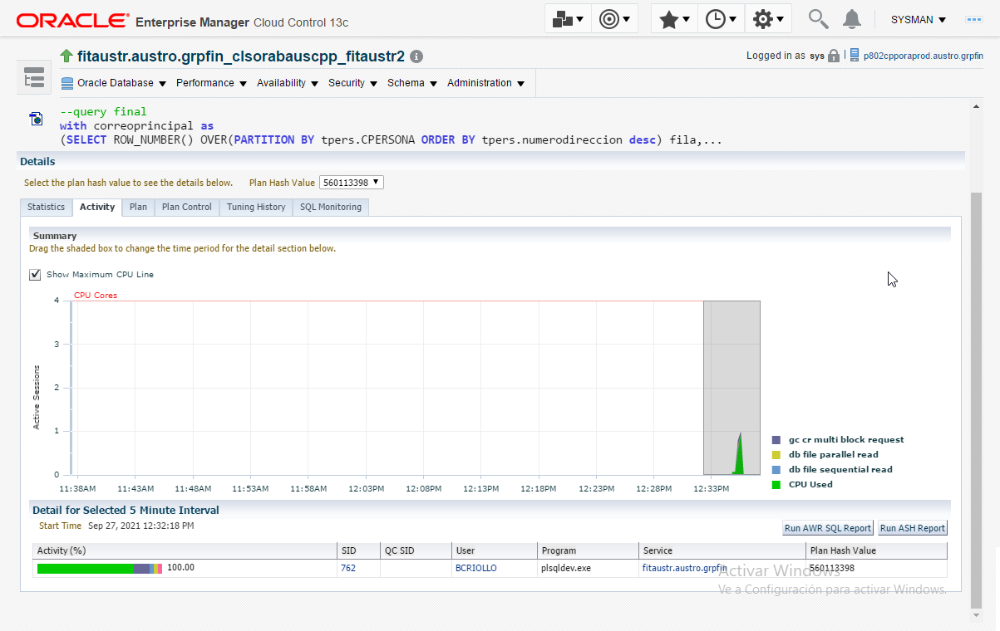 ORACLE Enterprise Manager Cloud Control 13c
SYSMAN
fitaustr.austro.grpfin_clsorabauscpp_fitaustr2
Logged in as sys
p802cpporaprod.austro.grpfin
Oracle Database Performance Availability Security Schema Administration
--query final
with correoprincipal as
(SELECT ROW_NUMBER() OVER(PARTITION BY tpers.CPERSONA ORDER BY tpers.numerodireccion desc) fila,...
Details
Select the plan hash value to see the details below. Plan Hash Value 560113398
Statistics Activity Plan Plan Control Tuning History SQL Monitoring
Summary
Drag the shaded box to change the time period for the detail section below.
Show Maximum CPU Line
CPU Cores
4
3
2
1
0
Active Sessions
11:38AM 11:43AM 11:48AM 11:53AM 11:58AM 12:03PM 12:08PM 12:13PM 12:18PM 12:23PM 12:28PM 12:33PM
gc cr multi block request
db file parallel read
db file sequential read
CPU Used
Detail for Selected 5 Minute Interval
Start Time Sep 27, 2021 12:32:18 PM
Run AWR SQL Report Run ASH Report
Activity (%) SID QC SID User Program Service Plan Hash Value
100.00 762 BCRIOLLO plsqldev.exe fitaustr.austro.grpfin 560113398
Activar Windows
Ve a Configuración para activar Windows.